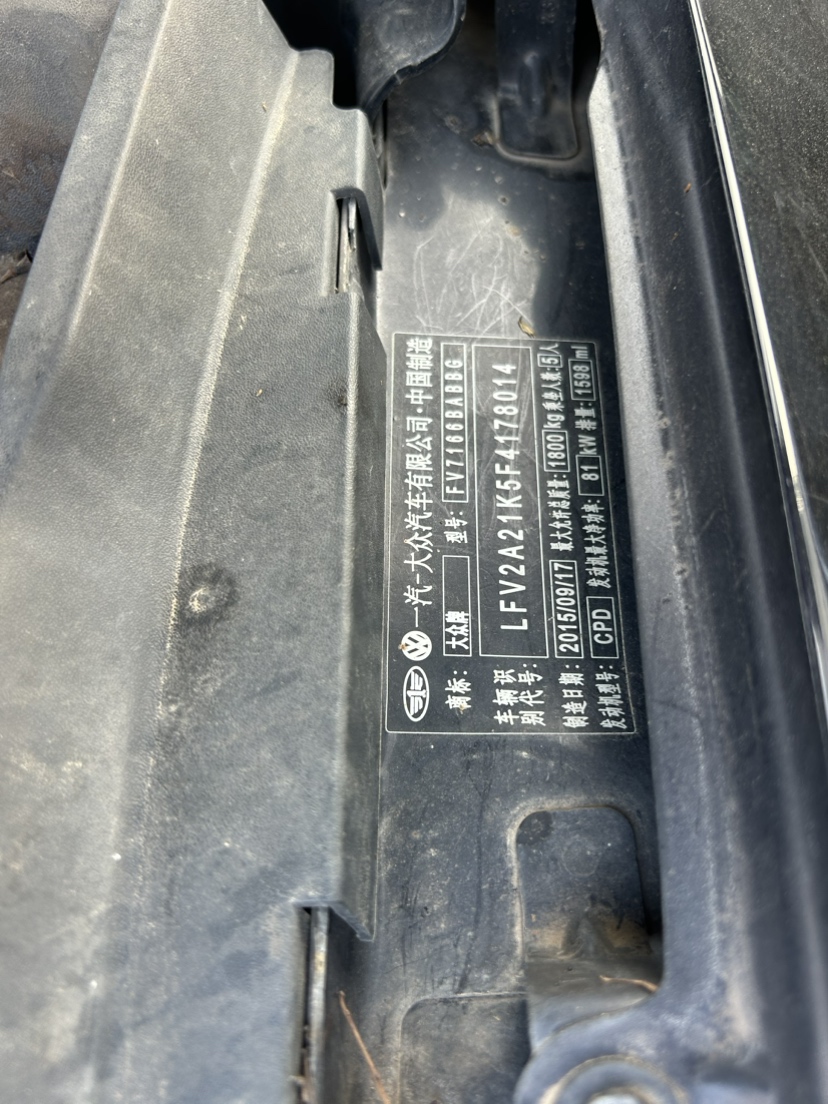 一汽-大众汽车有限公司·中国制造
商标: 大众牌 型号: FV7166BABBG
车辆识别代号: LFV2A21K5F4178014
制造日期: 2015/09/17 最大允许总质量: 1800 kg 乘坐人数: 5 人
发动机型号: CPD 发动机最大净功率: 81 kW 排量: 1598 ml